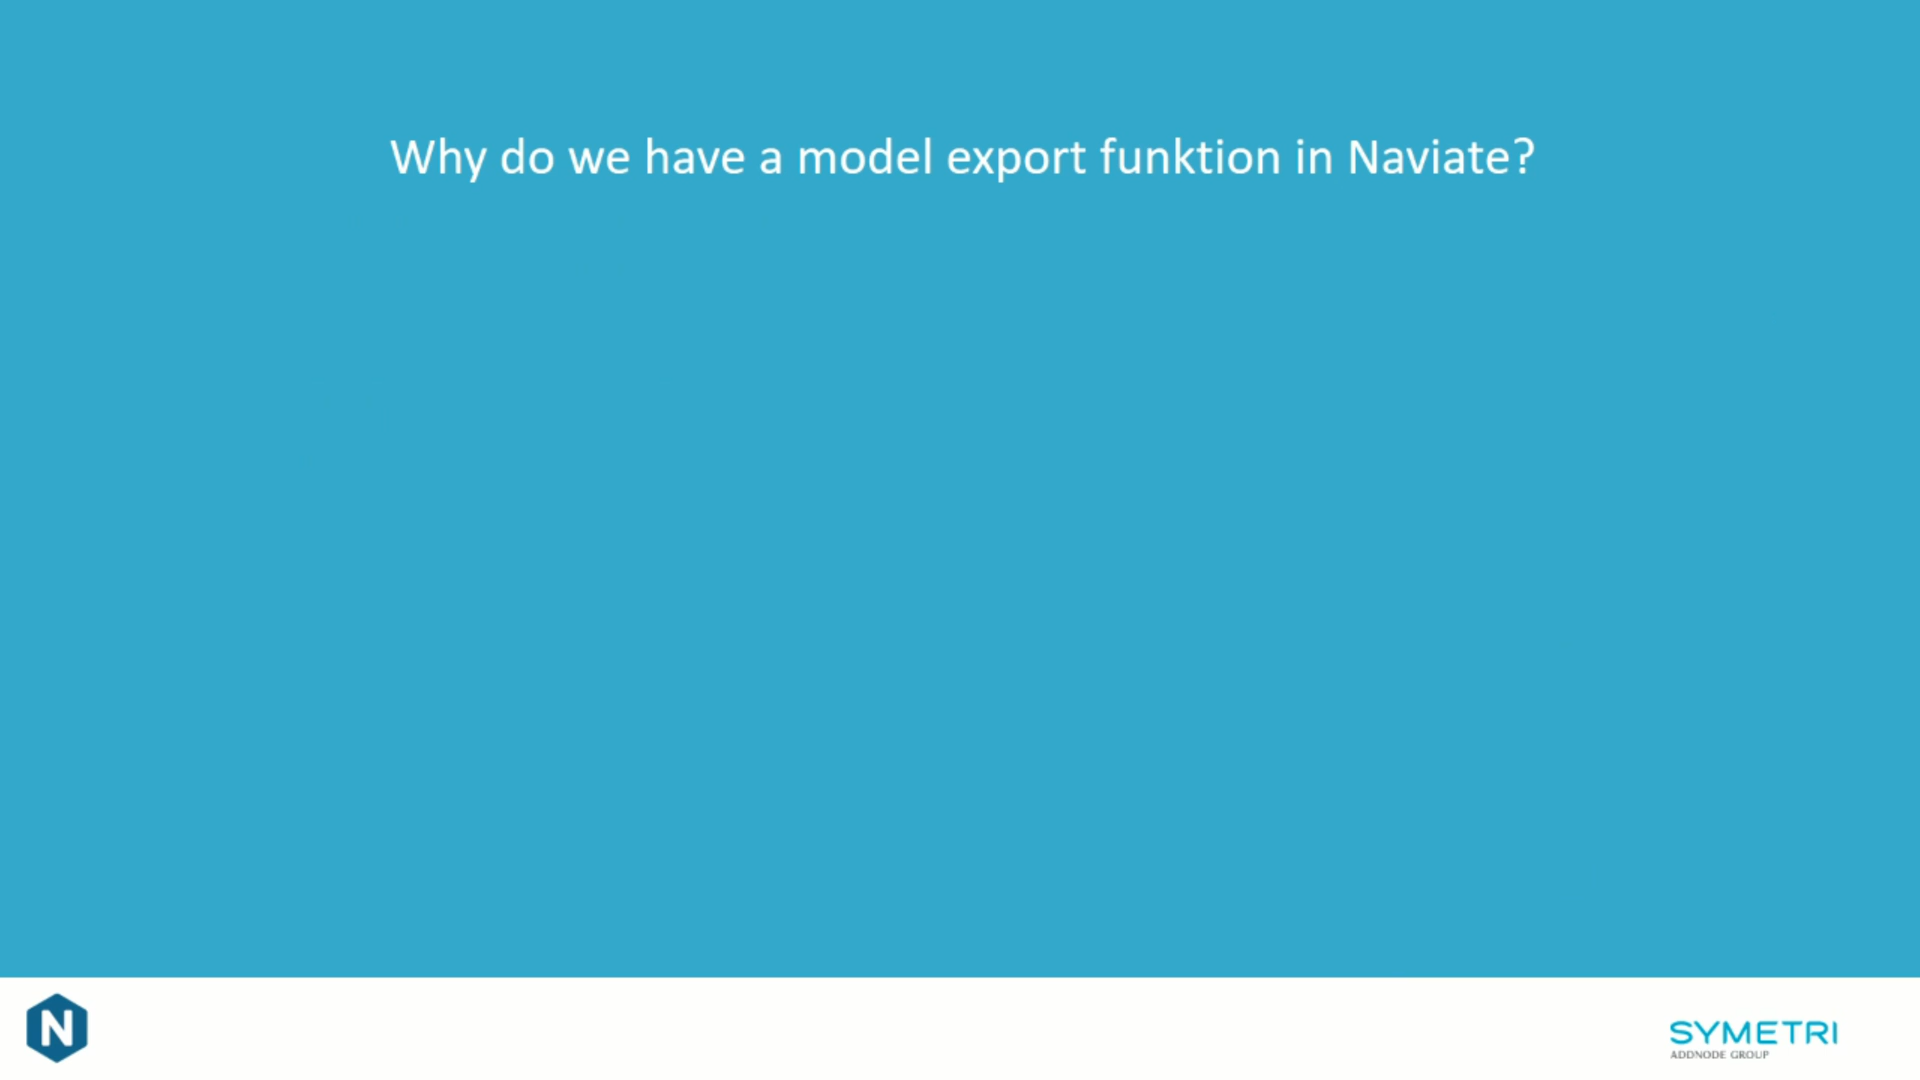 Why do we have a model export funktion in Naviate?
N
SYMETRI
ADDNODE GROUP